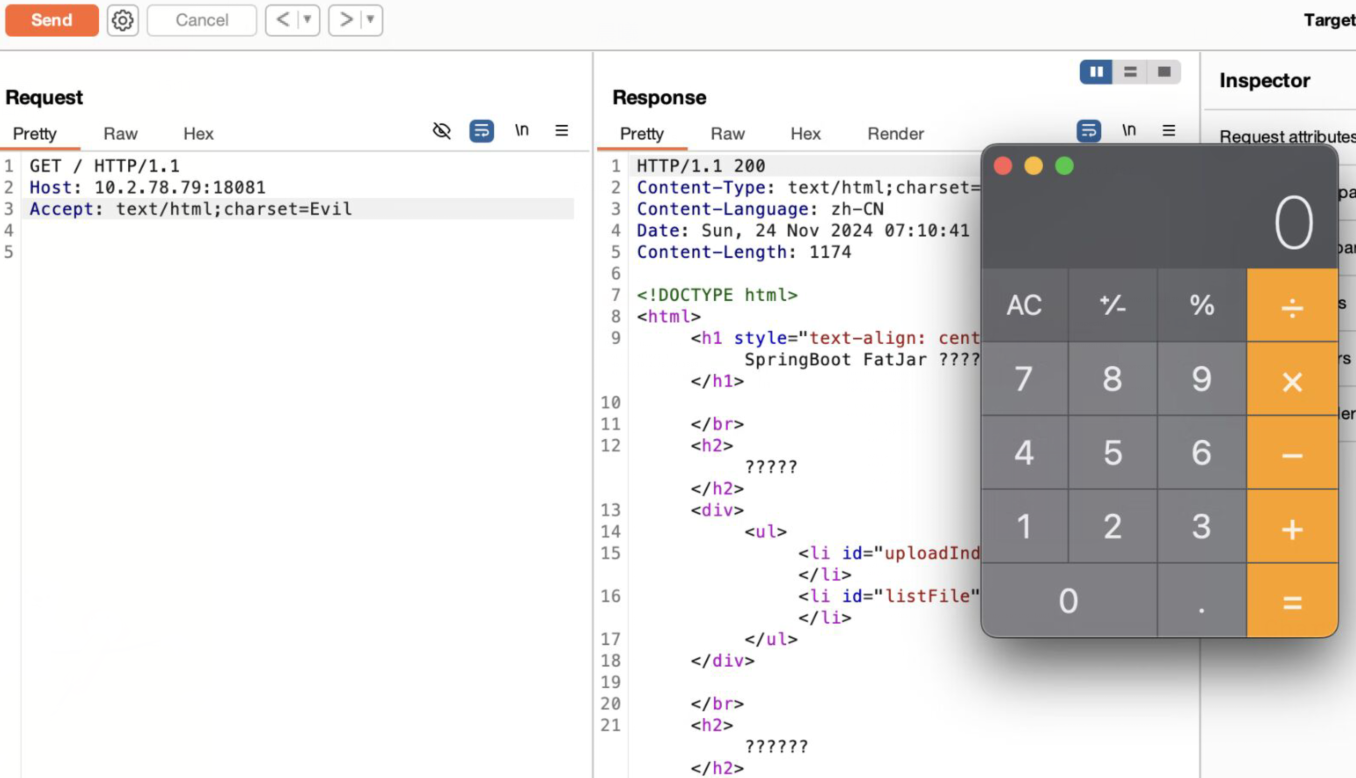 Send
Cancel
< ▼
> ▼
Target
Request
Pretty Raw Hex
\n
1 GET / HTTP/1.1
2 Host: 10.2.78.79:18081
3 Accept: text/html;charset=Evil
4
5
Response
Pretty Raw Hex Render
\n
1 HTTP/1.1 200
2 Content-Type: text/html;charset=
3 Content-Language: zh-CN
4 Date: Sun, 24 Nov 2024 07:10:41
5 Content-Length: 1174
6
7 <!DOCTYPE html>
8 <html>
9 <h1 style="text-align: cent
SpringBoot FatJar ????
</h1>
10
11 </br>
12 <h2>
?????
</h2>
13 <div>
14 <ul>
15 <li id="uploadInd
</li>
16 <li id="listFile"
</li>
17 </ul>
18 </div>
19
20 </br>
21 <h2>
??????
</h2>
Inspector
Request attributes
0
AC +/- % ÷
7 8 9 ×
4 5 6 −
1 2 3 +
0 . =